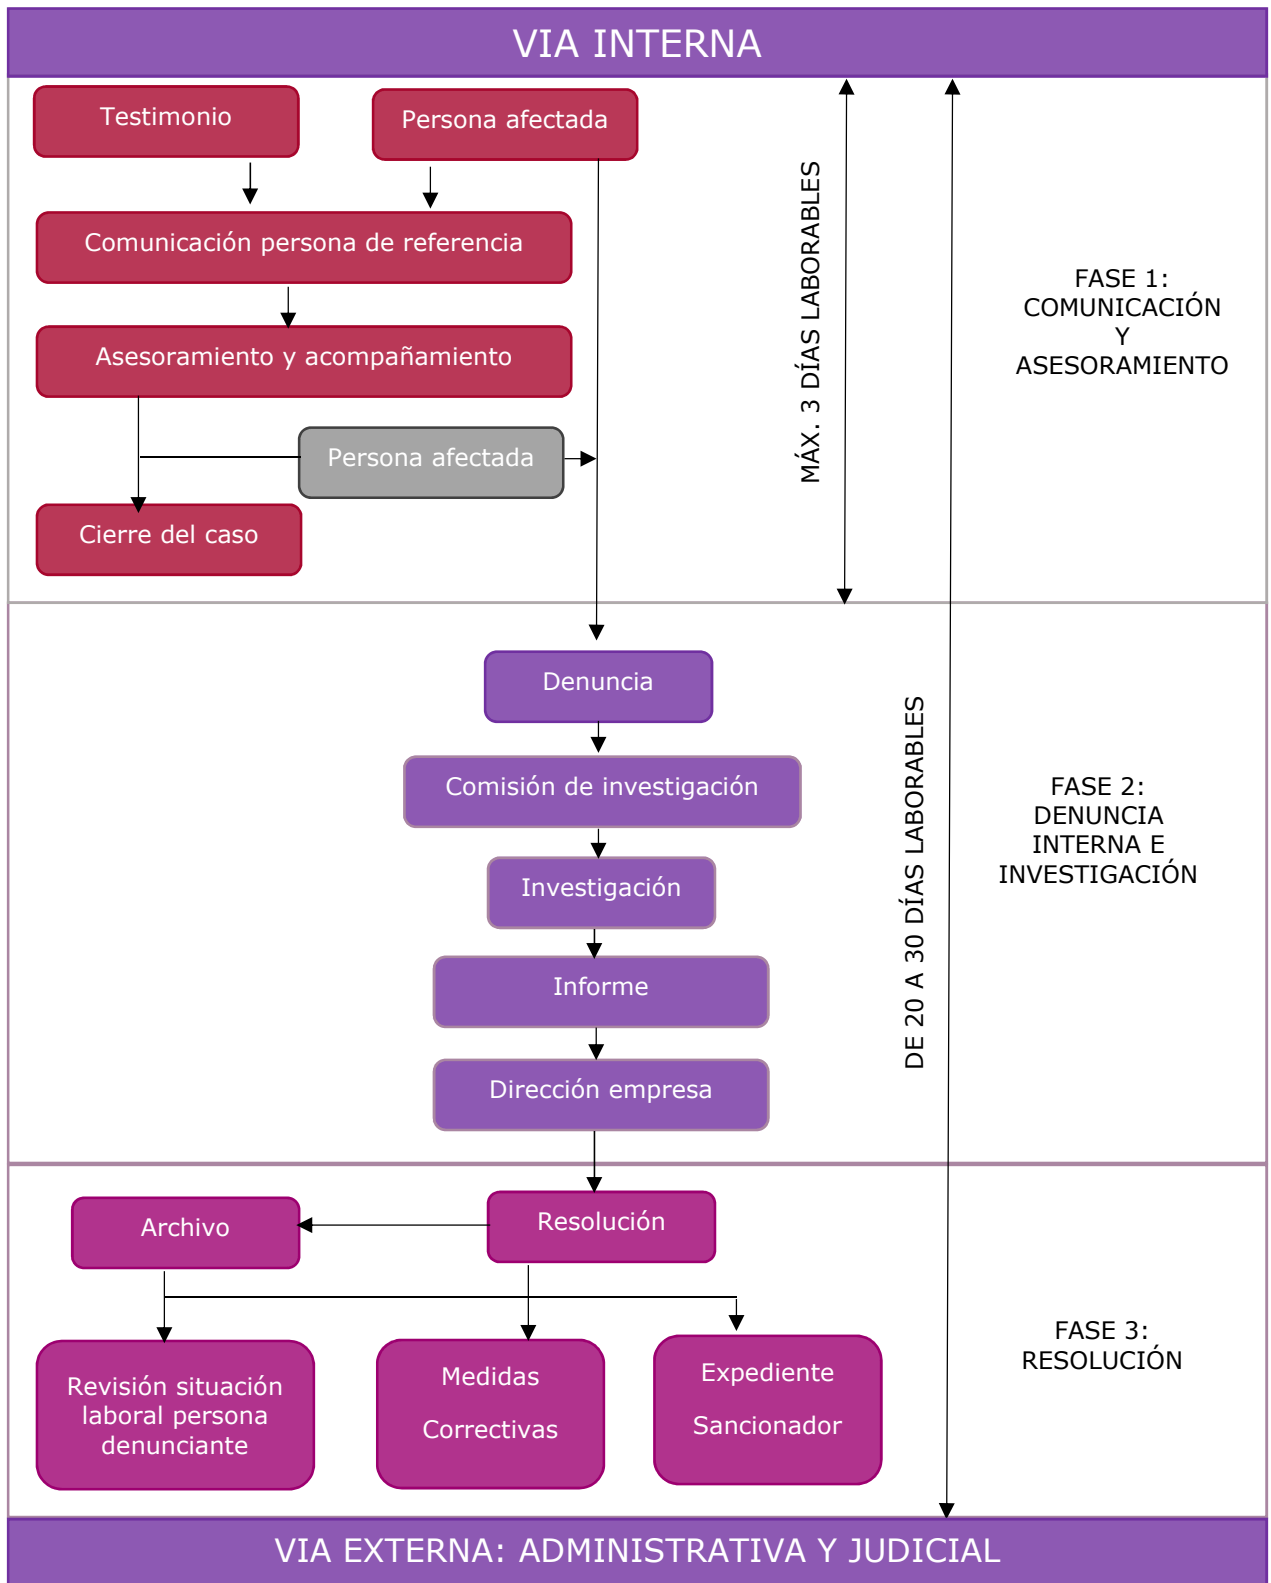 VIA INTERNA
Testimonio
Persona afectada
Comunicación persona de referencia
Asesoramiento y acompañamiento
Persona afectada
Cierre del caso
MÁX. 3 DÍAS LABORABLES
FASE 1:
COMUNICACIÓN
Y
ASESORAMIENTO
Denuncia
Comisión de investigación
Investigación
Informe
Dirección empresa
DE 20 A 30 DÍAS LABORABLES
FASE 2:
DENUNCIA
INTERNA E
INVESTIGACIÓN
Archivo
Resolución
Revisión situación
laboral persona
denunciante
Medidas
Correctivas
Expediente
Sancionador
FASE 3:
RESOLUCIÓN
VIA EXTERNA: ADMINISTRATIVA Y JUDICIAL